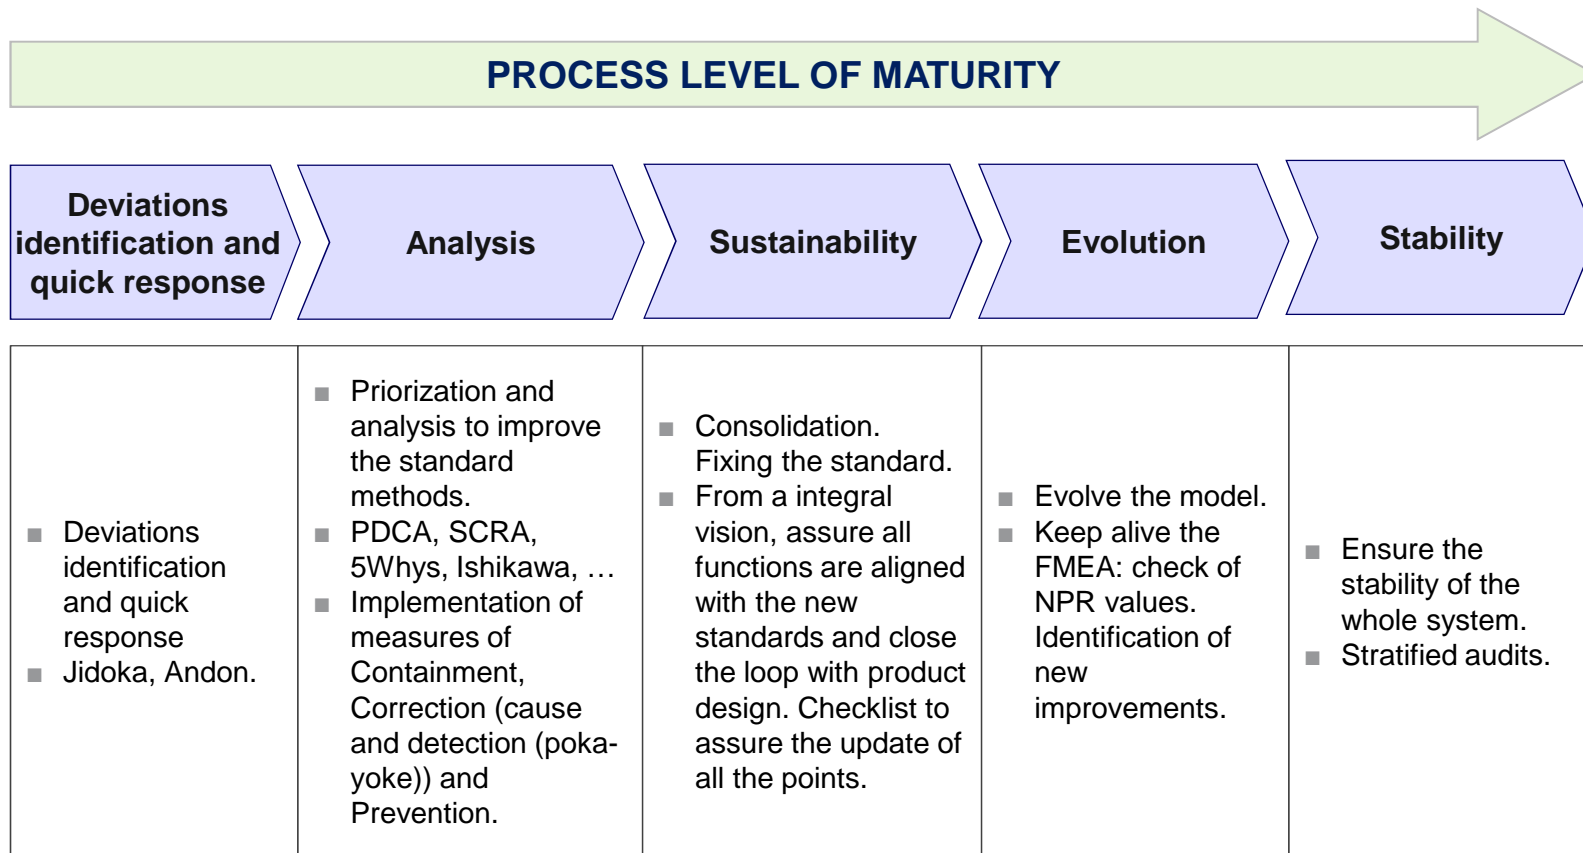 PROCESS LEVEL OF MATURITY
Deviations
identification and
quick response
Analysis
Sustainability
Evolution
Stability
■ Deviations
identification
and quick
response
■ Jidoka, Andon.
■ Priorization and
analysis to improve
the standard
methods.
■ PDCA, SCRA,
5Whys, Ishikawa, …
■ Implementation of
measures of
Containment,
Correction (cause
and detection (poka-
yoke)) and
Prevention.
■ Consolidation.
Fixing the standard.
■ From a integral
vision, assure all
functions are aligned
with the new
standards and close
the loop with product
design. Checklist to
assure the update of
all the points.
■ Evolve the model.
■ Keep alive the
FMEA: check of
NPR values.
Identification of
new
improvements.
■ Ensure the
stability of the
whole system.
■ Stratified audits.